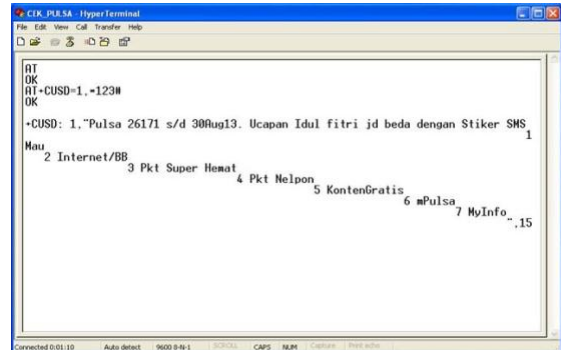 CEK_PULSA - HyperTerminal
File Edit View Call Transfer Help
AT
OK
AT+CUSD=1,*123#
OK
+CUSD: 1,"Pulsa 26171 s/d 30Aug13. Ucapan Idul fitri jd beda dengan Stiker SMS
1
Mau
2 Internet/BB
3 Pkt Super Hemat
4 Pkt Nelpon
5 KontenGratis
6 mPulsa
7 MyInfo
",15
Connected 0:01:10 Auto detect 9600 8-N-1 SCROLL CAPS NUM Capture Print echo